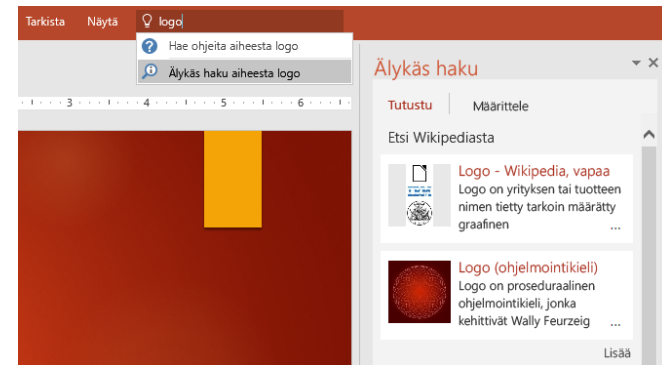 Tarkista Näytä logo
Hae ohjeita aiheesta logo
Älykäs haku aiheesta logo
3 4 5 6
Älykäs haku
Tutustu Määrittele
Etsi Wikipediasta
Logo - Wikipedia, vapaa
Logo on yrityksen tai tuotteen
nimen tietty tarkoin määrätty
graafinen ...
IBM
Logo (ohjelmointikieli)
Logo on proseduraalinen
ohjelmointikieli, jonka
kehittivät Wally Feurzeig ...
Lisää